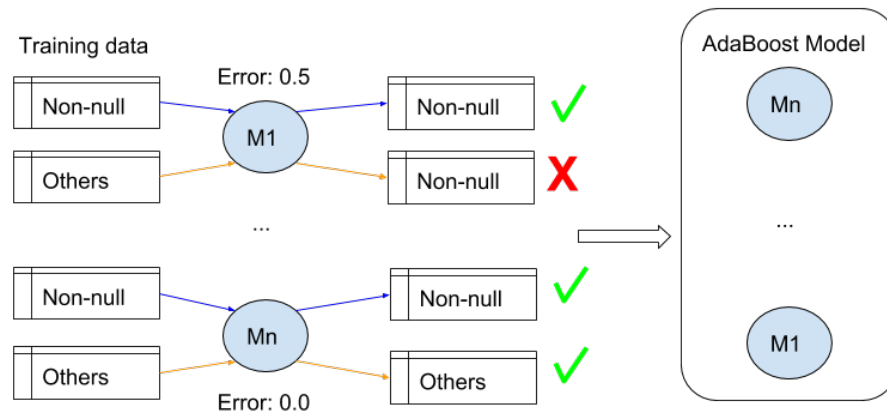 Training data
Error: 0.5
Non-null
M1
Non-null
Others
Non-null
X
...
Non-null
Mn
Non-null
Others
Others
Error: 0.0
AdaBoost Model
Mn
...
M1